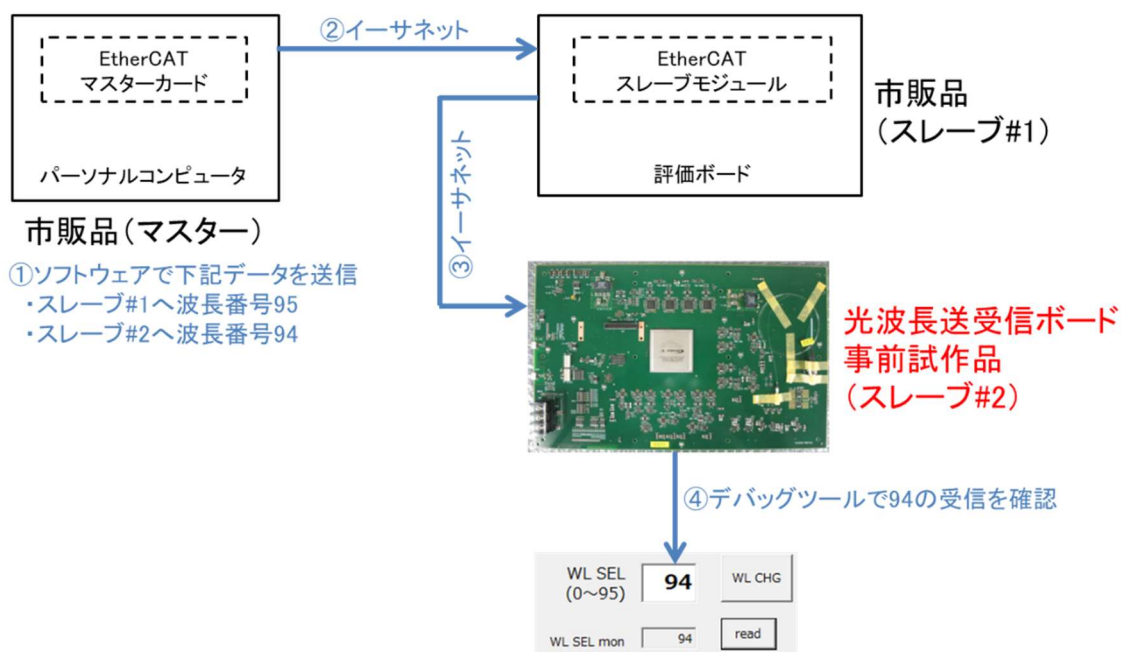 ②イーサネット
EtherCAT
マスターカード
パーソナルコンピュータ
市販品(マスター)
①ソフトウェアで下記データを送信
・スレーブ#1へ波長番号95
・スレーブ#2へ波長番号94
EtherCAT
スレーブモジュール
評価ボード
市販品
(スレーブ#1)
③イーサネット
光波長送受信ボード
事前試作品
(スレーブ#2)
④デバッグツールで94の受信を確認
WL SEL
(0～95)
94
WL CHG
WL SEL mon
94
read